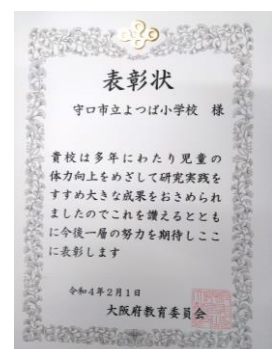 表彰状
守口市立よつば小学校 様
貴校は多年にわたり児童の
体力向上をめざして研究実践を
すすめ大きな成果をおさめられ
ましたのでこれを讃えるととも
に今後一層の努力を期待しここ
に表彰します
令和4年2月1日
大阪府教育委員会